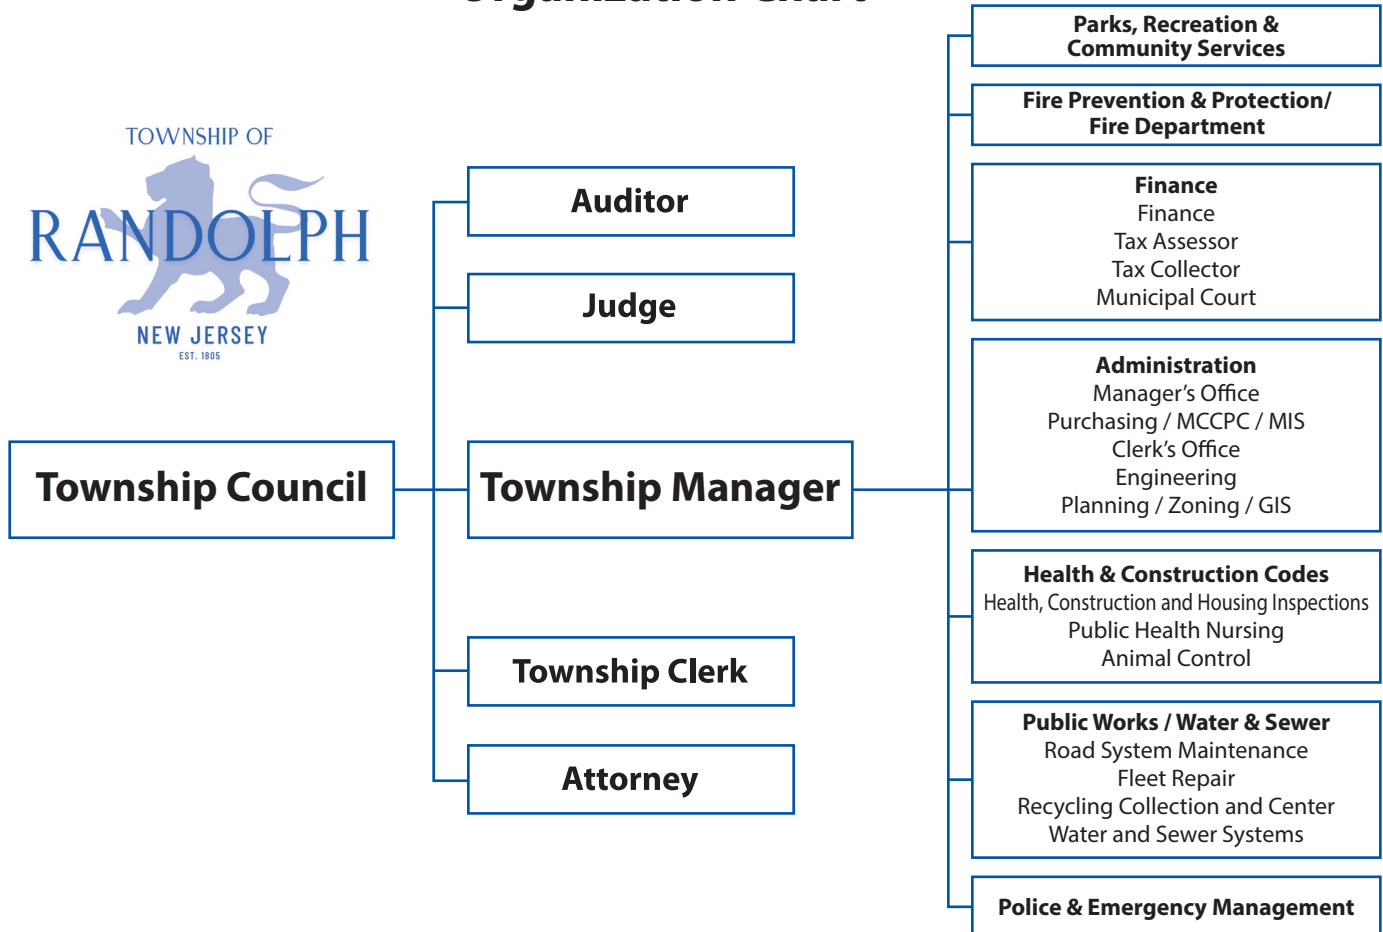 Organization Chart
TOWNSHIP OF
RANDOLPH
NEW JERSEY
EST. 1805
Township Council
Auditor
Judge
Township Manager
Township Clerk
Attorney
Parks, Recreation &
Community Services
Fire Prevention & Protection/
Fire Department
Finance
Finance
Tax Assessor
Tax Collector
Municipal Court
Administration
Manager’s Office
Purchasing / MCCPC / MIS
Clerk’s Office
Engineering
Planning / Zoning / GIS
Health & Construction Codes
Health, Construction and Housing Inspections
Public Health Nursing
Animal Control
Public Works / Water & Sewer
Road System Maintenance
Fleet Repair
Recycling Collection and Center
Water and Sewer Systems
Police & Emergency Management